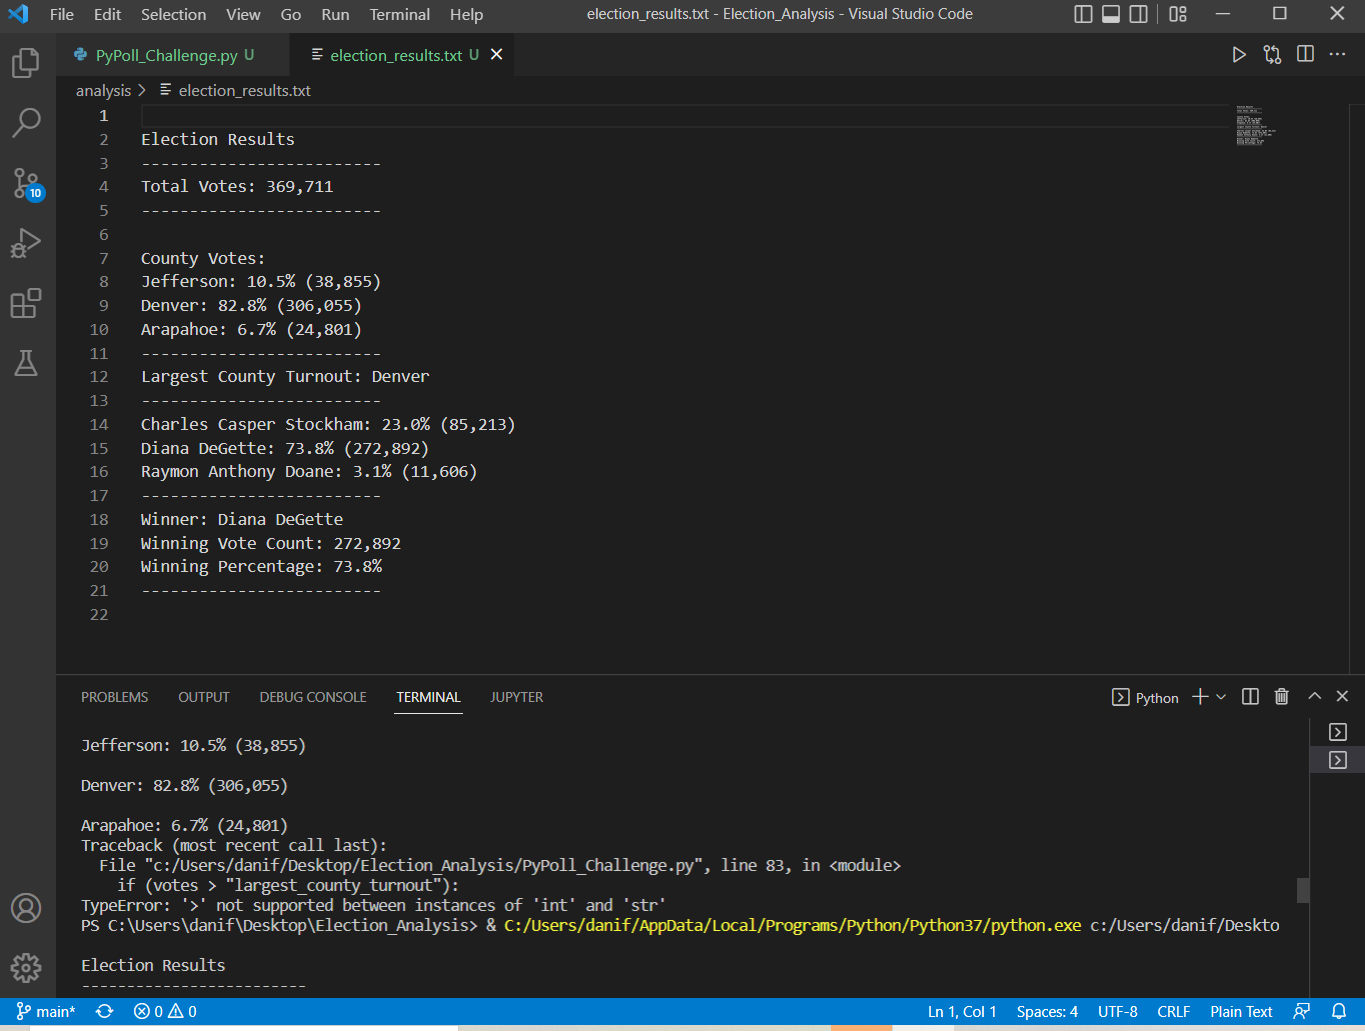 File Edit Selection View Go Run Terminal Help election_results.txt - Election_Analysis - Visual Studio Code
PyPoll_Challenge.py U election_results.txt U
analysis > election_results.txt
1
2 Election Results
3 -------------------------
4 Total Votes: 369,711
5 -------------------------
6
7 County Votes:
8 Jefferson: 10.5% (38,855)
9 Denver: 82.8% (306,055)
10 Arapahoe: 6.7% (24,801)
11 -------------------------
12 Largest County Turnout: Denver
13 -------------------------
14 Charles Casper Stockham: 23.0% (85,213)
15 Diana DeGette: 73.8% (272,892)
16 Raymon Anthony Doane: 3.1% (11,606)
17 -------------------------
18 Winner: Diana DeGette
19 Winning Vote Count: 272,892
20 Winning Percentage: 73.8%
21 -------------------------
22
10
PROBLEMS OUTPUT DEBUG CONSOLE TERMINAL JUPYTER Python
Jefferson: 10.5% (38,855)
Denver: 82.8% (306,055)
Arapahoe: 6.7% (24,801)
Traceback (most recent call last):
File "c:/Users/danif/Desktop/Election_Analysis/PyPoll_Challenge.py", line 83, in <module>
if (votes > "largest_county_turnout"):
TypeError: '>' not supported between instances of 'int' and 'str'
PS C:\Users\danif\Desktop\Election_Analysis> & C:/Users/danif/AppData/Local/Programs/Python/Python37/python.exe c:/Users/danif/Deskto
Election Results
-------------------------
main* 0 0 Ln 1, Col 1 Spaces: 4 UTF-8 CRLF Plain Text